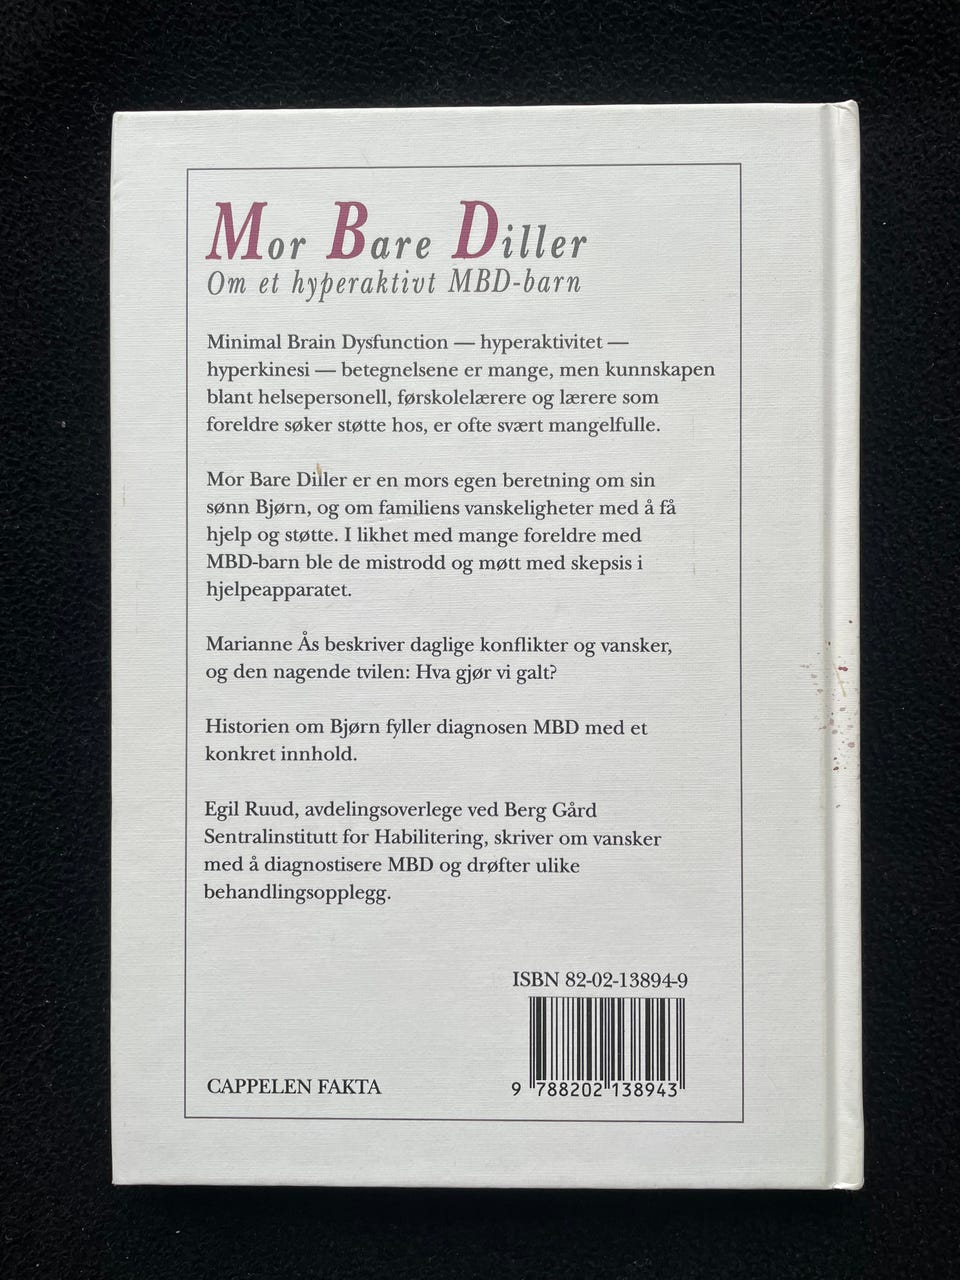 Mor Bare Diller
Om et hyperaktivt MBD-barn
Minimal Brain Dysfunction — hyperaktivitet —
hyperkinesi — betegnelsene er mange, men kunnskapen
blant helsepersonell, førskolelærere og lærere som
foreldre søker støtte hos, er ofte svært mangelfulle.
Mor Bare Diller er en mors egen beretning om sin
sønn Bjørn, og om familiens vanskeligheter med å få
hjelp og støtte. I likhet med mange foreldre med
MBD-barn ble de mistrodd og møtt med skepsis i
hjelpeapparatet.
Marianne Ås beskriver daglige konflikter og vansker,
og den nagende tvilen: Hva gjør vi galt?
Historien om Bjørn fyller diagnosen MBD med et
konkret innhold.
Egil Ruud, avdelingsoverlege ved Berg Gård
Sentralinstitutt for Habilitering, skriver om vansker
med å diagnostisere MBD og drøfter ulike
behandlingsopplegg.
ISBN 82-02-13894-9
9 788202 138943
CAPPELEN FAKTA